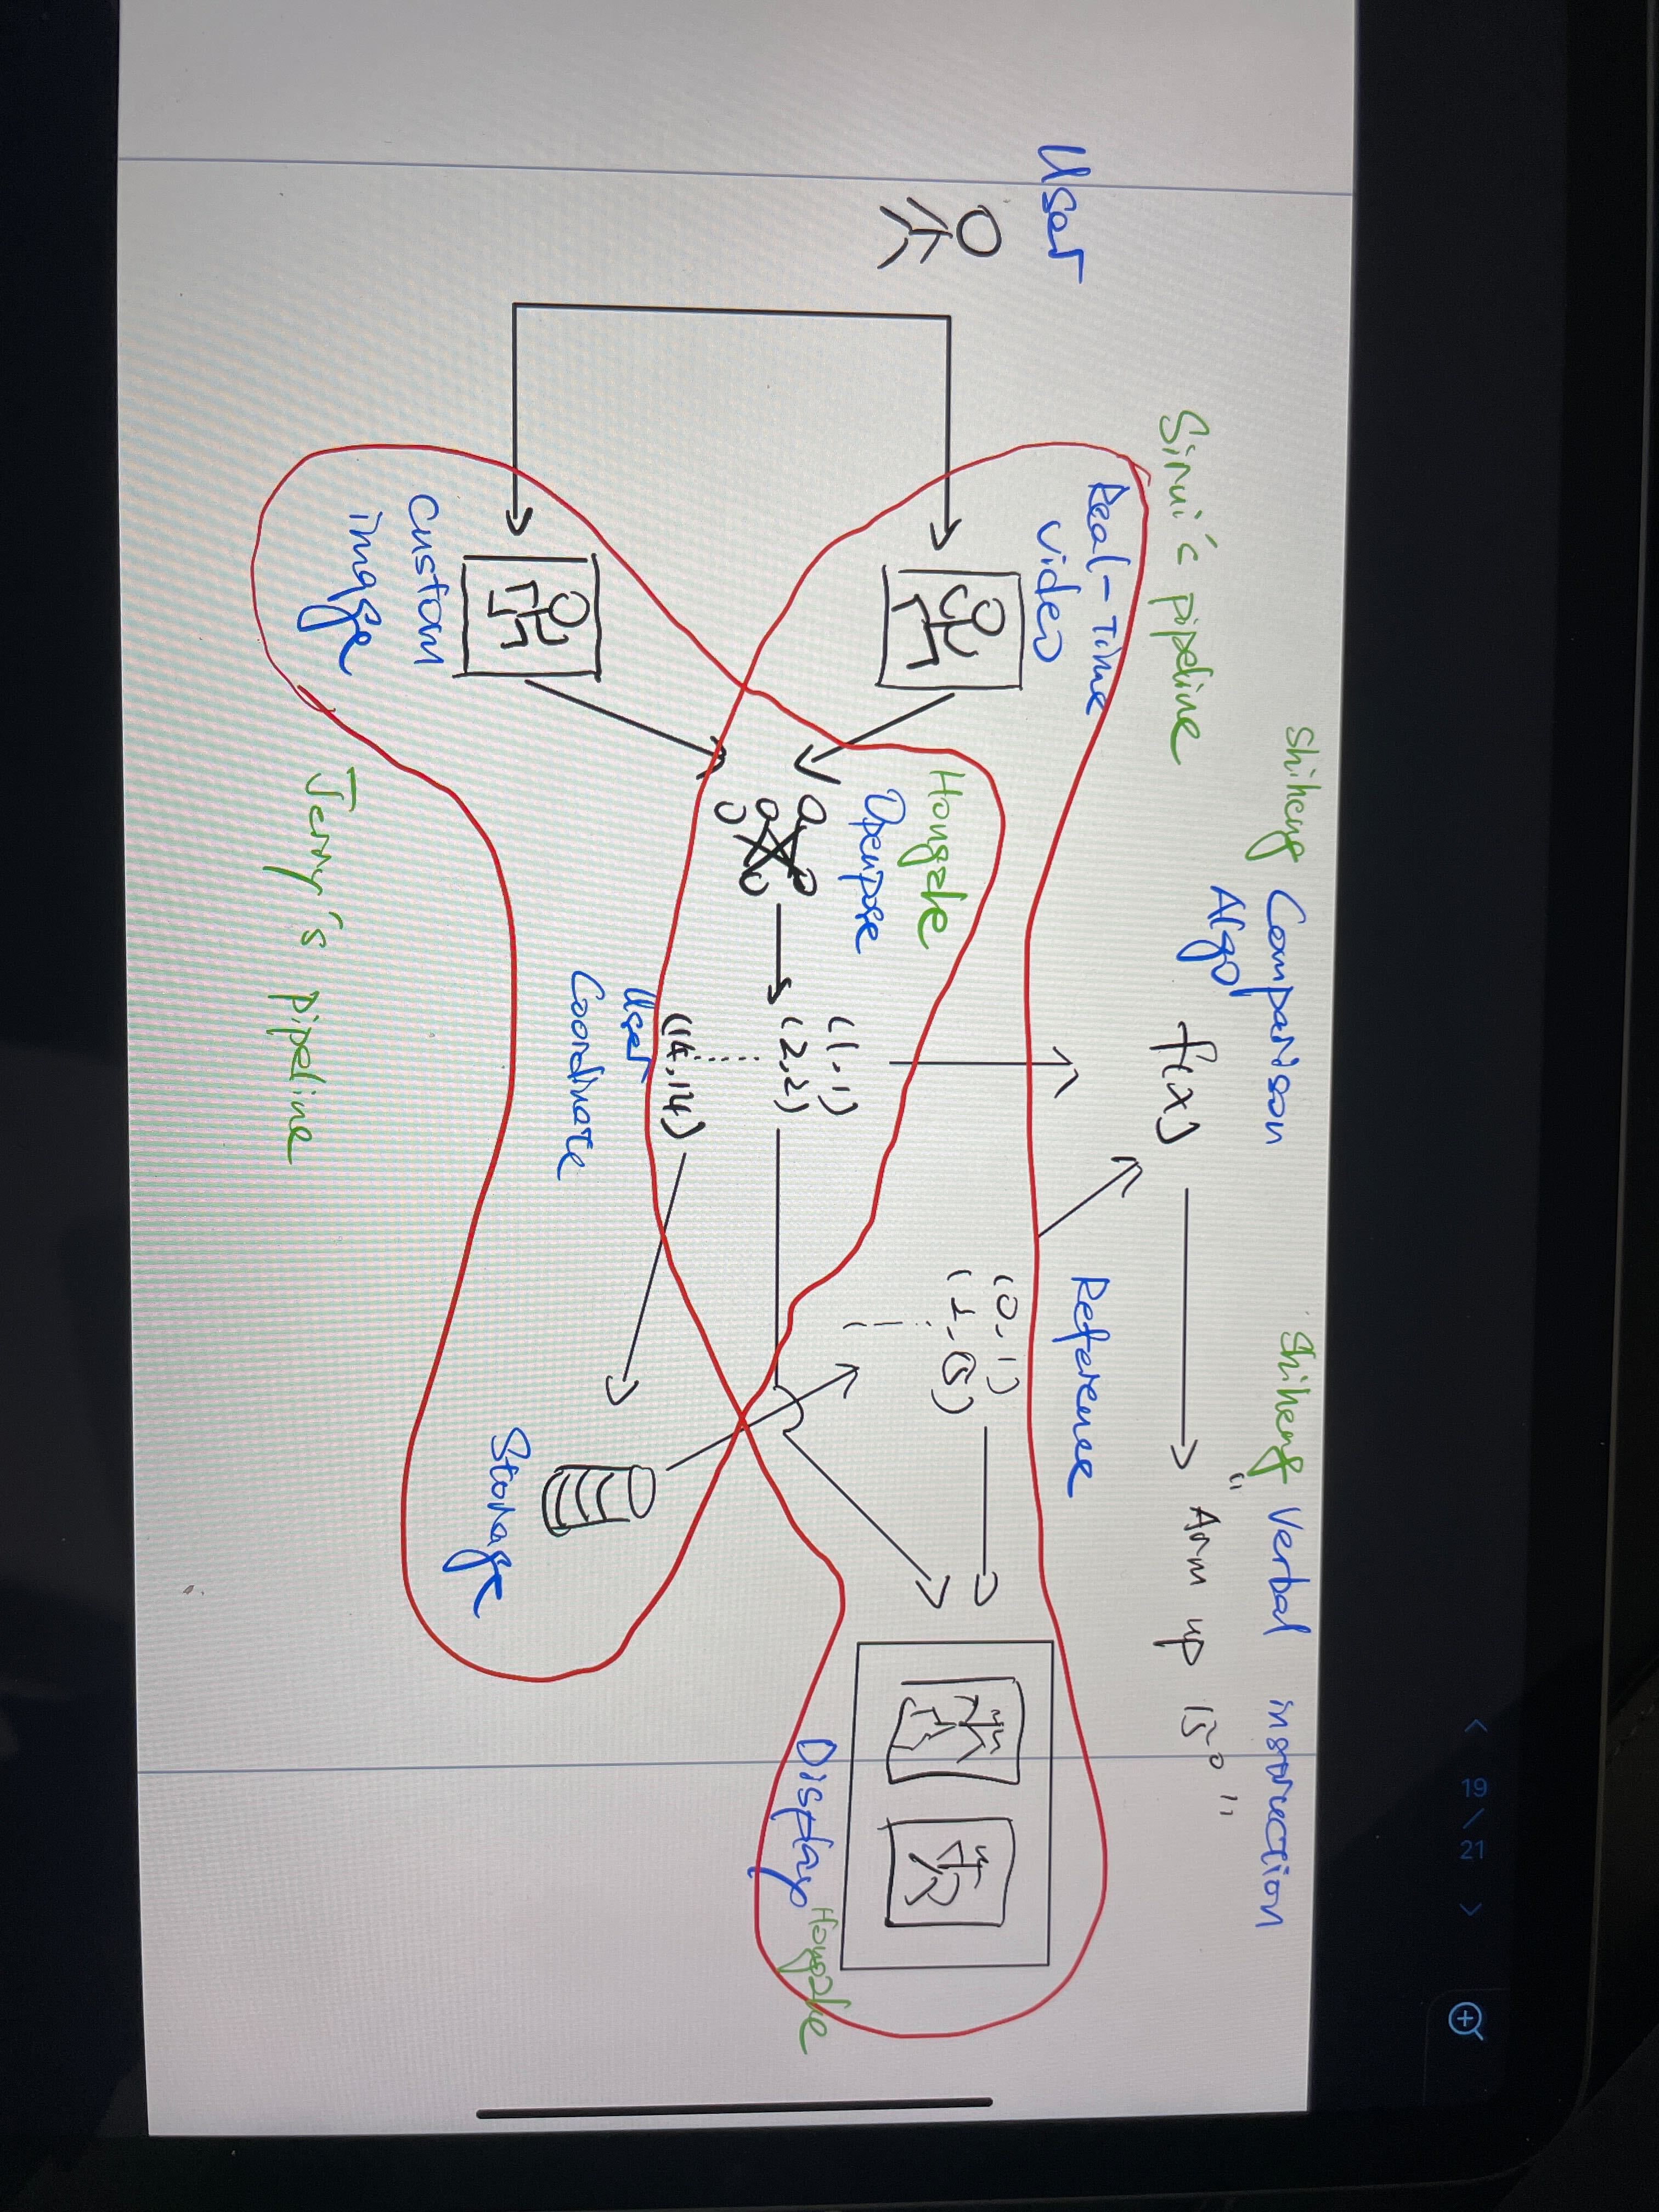 19 / 21
Shiheng Comparison
Algo
Shiheng Verbal instruction
"Arm up 15°"
f(x)
Sirui's pipeline
Real-Time
video
User
Reference
(0, 1)
(1, 15)
Hongzhe
Openpose
(1, 1)
(2, 2)
(14, 14)
User
Coordinate
Display Hongzhe
Storage
Custom
image
Jerry's pipeline